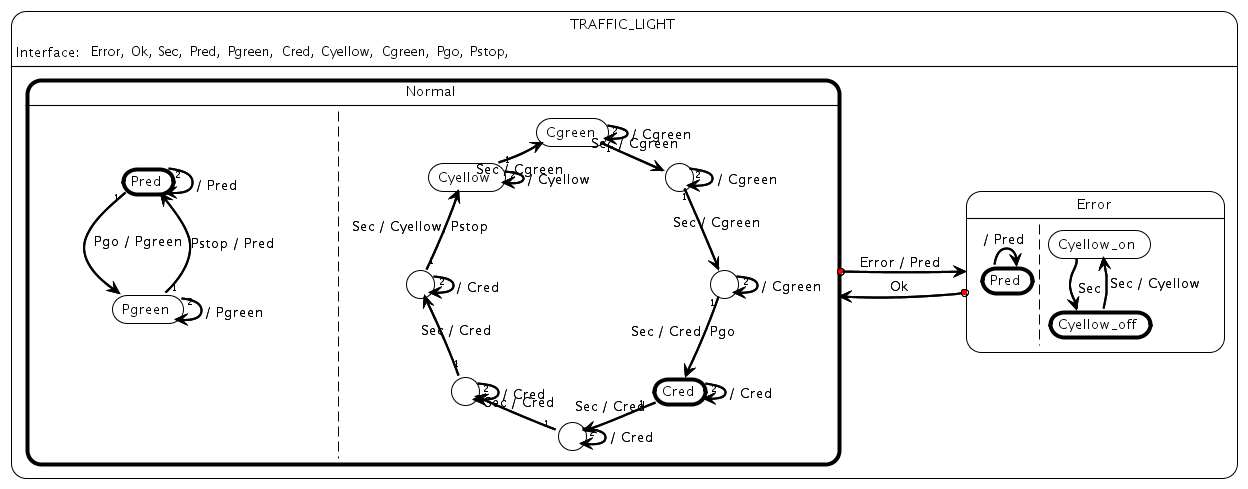 TRAFFIC_LIGHT
Interface: Error, Ok, Sec, Pred, Pgreen, Cred, Cyellow, Cgreen, Pgo, Pstop,
Normal
Pred
2
/ Pred
1
Pgo / Pgreen
Pstop / Pred
1
Pgreen
2
/ Pgreen
Cgreen
2
/ Cgreen
1
Sec / Cgreen
2
/ Cgreen
1
Sec / Cgreen
2
/ Cgreen
1
Sec / Cred, Pgo
Cred
2
/ Cred
1
Sec / Cred
2
/ Cred
1
Sec / Cred
2
/ Cred
1
Sec / Cred
2
/ Cred
1
Sec / Cyellow, Pstop
Cyellow
2
/ Cyellow
1
Sec / Cgreen
Error / Pred
Ok
Error
/ Pred
Pred
Cyellow_on
Sec
Sec / Cyellow
Cyellow_off